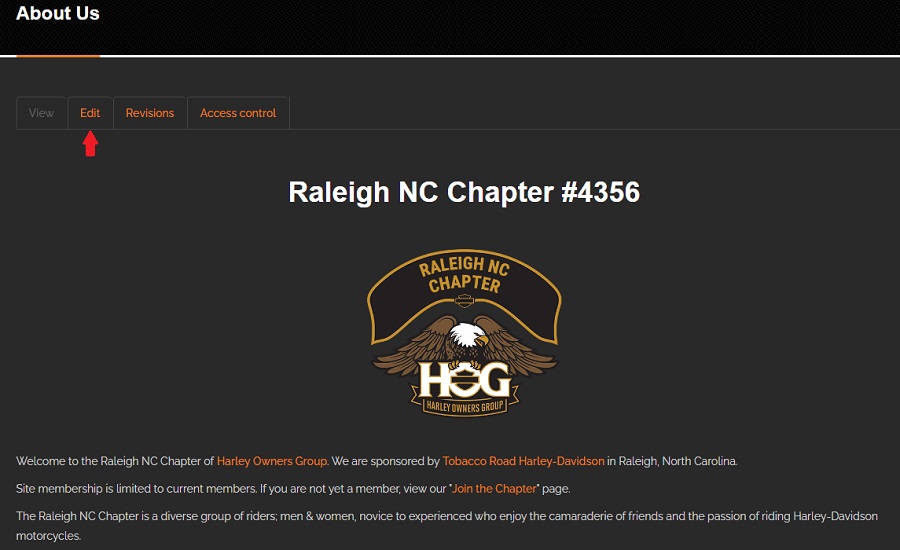 About Us
View
Edit
Revisions
Access control
Raleigh NC Chapter #4356
RALEIGH NC
CHAPTER
HOG
HARLEY OWNERS GROUP
Welcome to the Raleigh NC Chapter of Harley Owners Group. We are sponsored by Tobacco Road Harley-Davidson in Raleigh, North Carolina.
Site membership is limited to current members. If you are not yet a member, view our "Join the Chapter" page.
The Raleigh NC Chapter is a diverse group of riders; men & women, novice to experienced who enjoy the camaraderie of friends and the passion of riding Harley-Davidson
motorcycles.